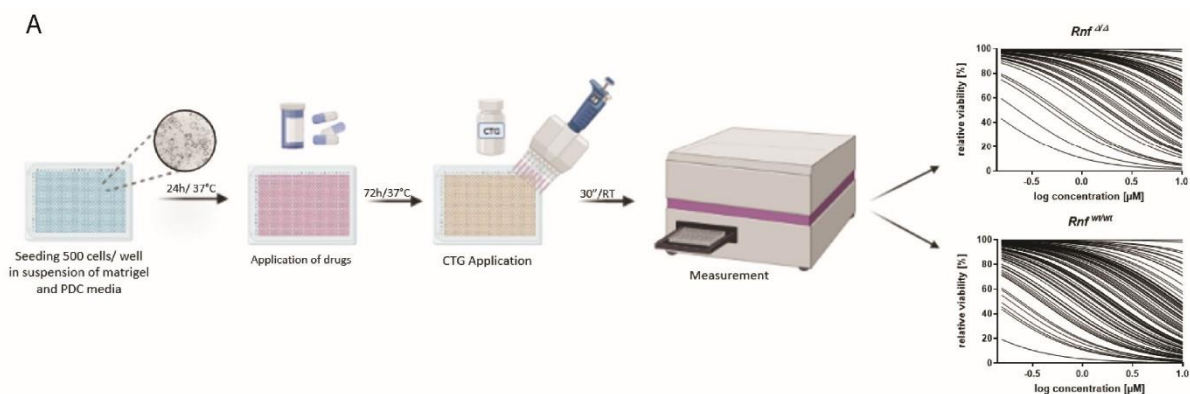 A
Seeding 500 cells/ well
in suspension of matrigel
and PDC media
24h/ 37°C
Application of drugs
72h/37°C
CTG
CTG Application
30"/RT
Measurement
Rnf Δ/Δ
relative viability [%]
100
80
60
40
20
0
-0.5 0.0 0.5 1.0
log concentration [µM]
Rnf wt/wt
relative viability [%]
100
80
60
40
20
0
-0.5 0.0 0.5 1.0
log concentration [µM]